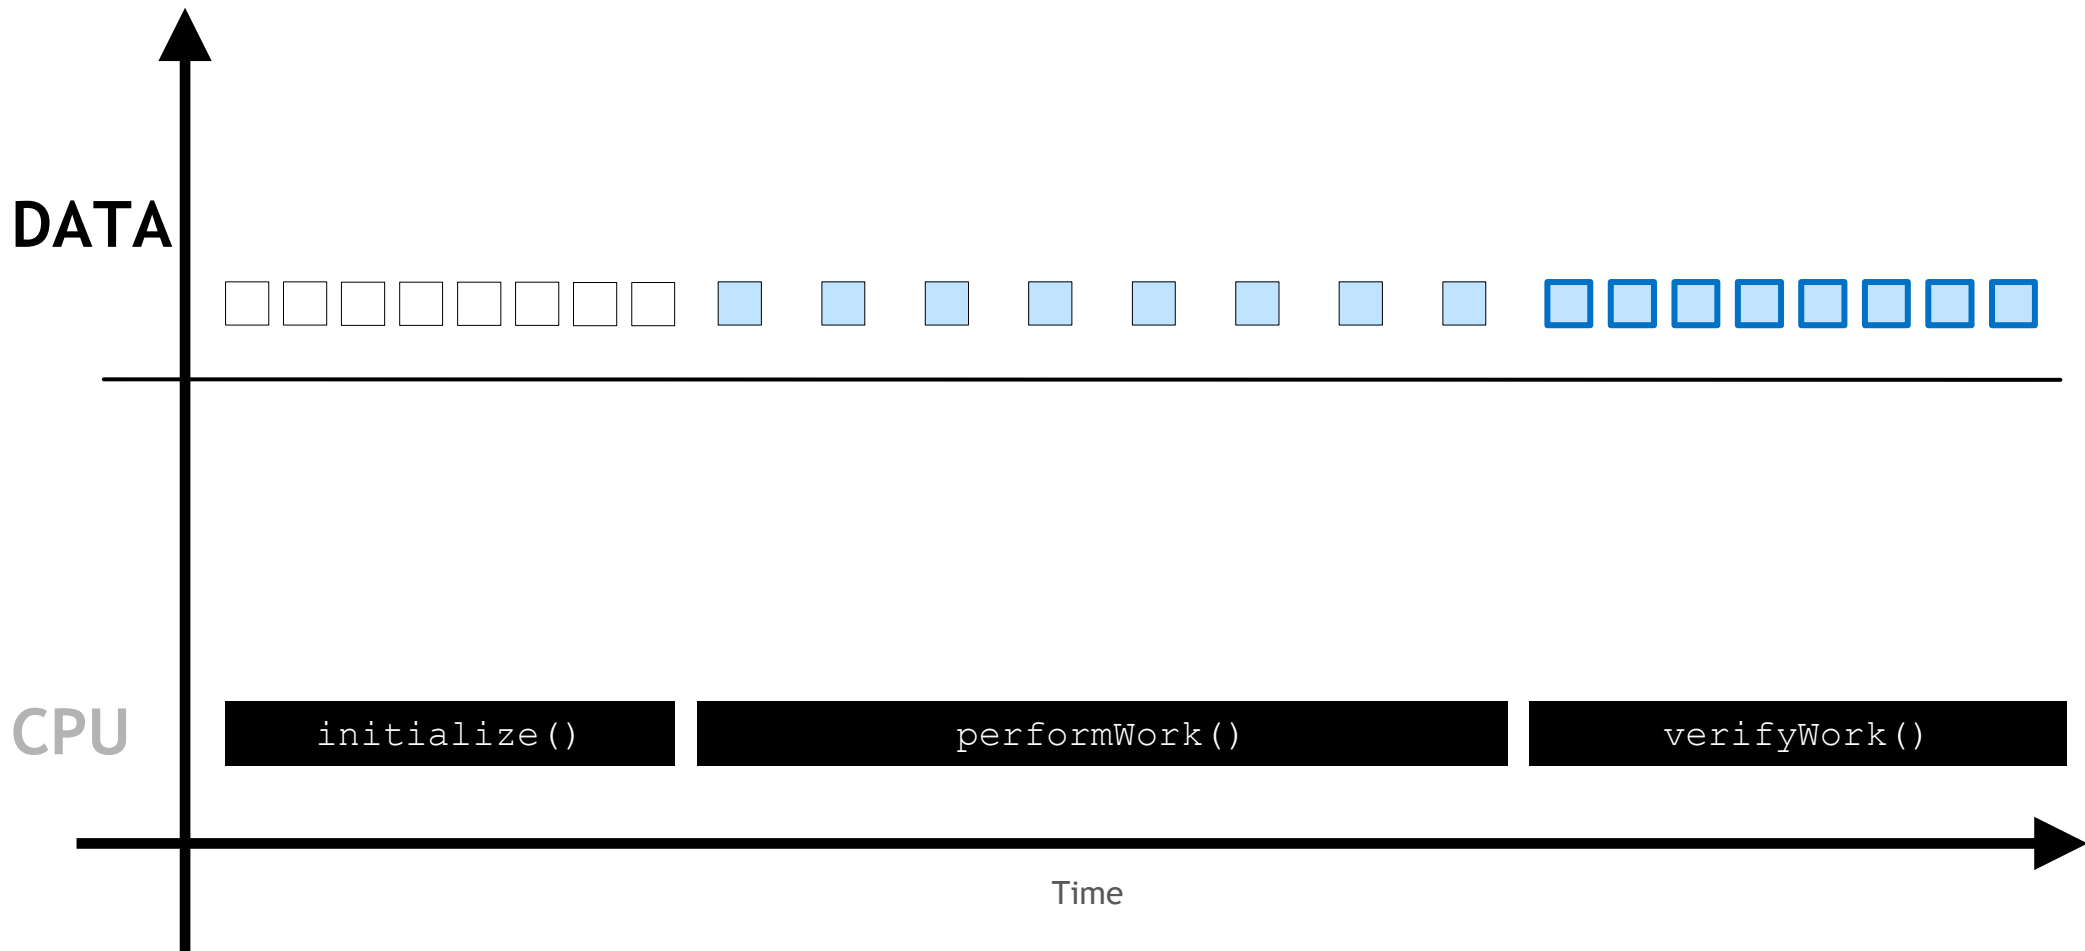 DATA
CPU
initialize()
performWork()
verifyWork()
Time